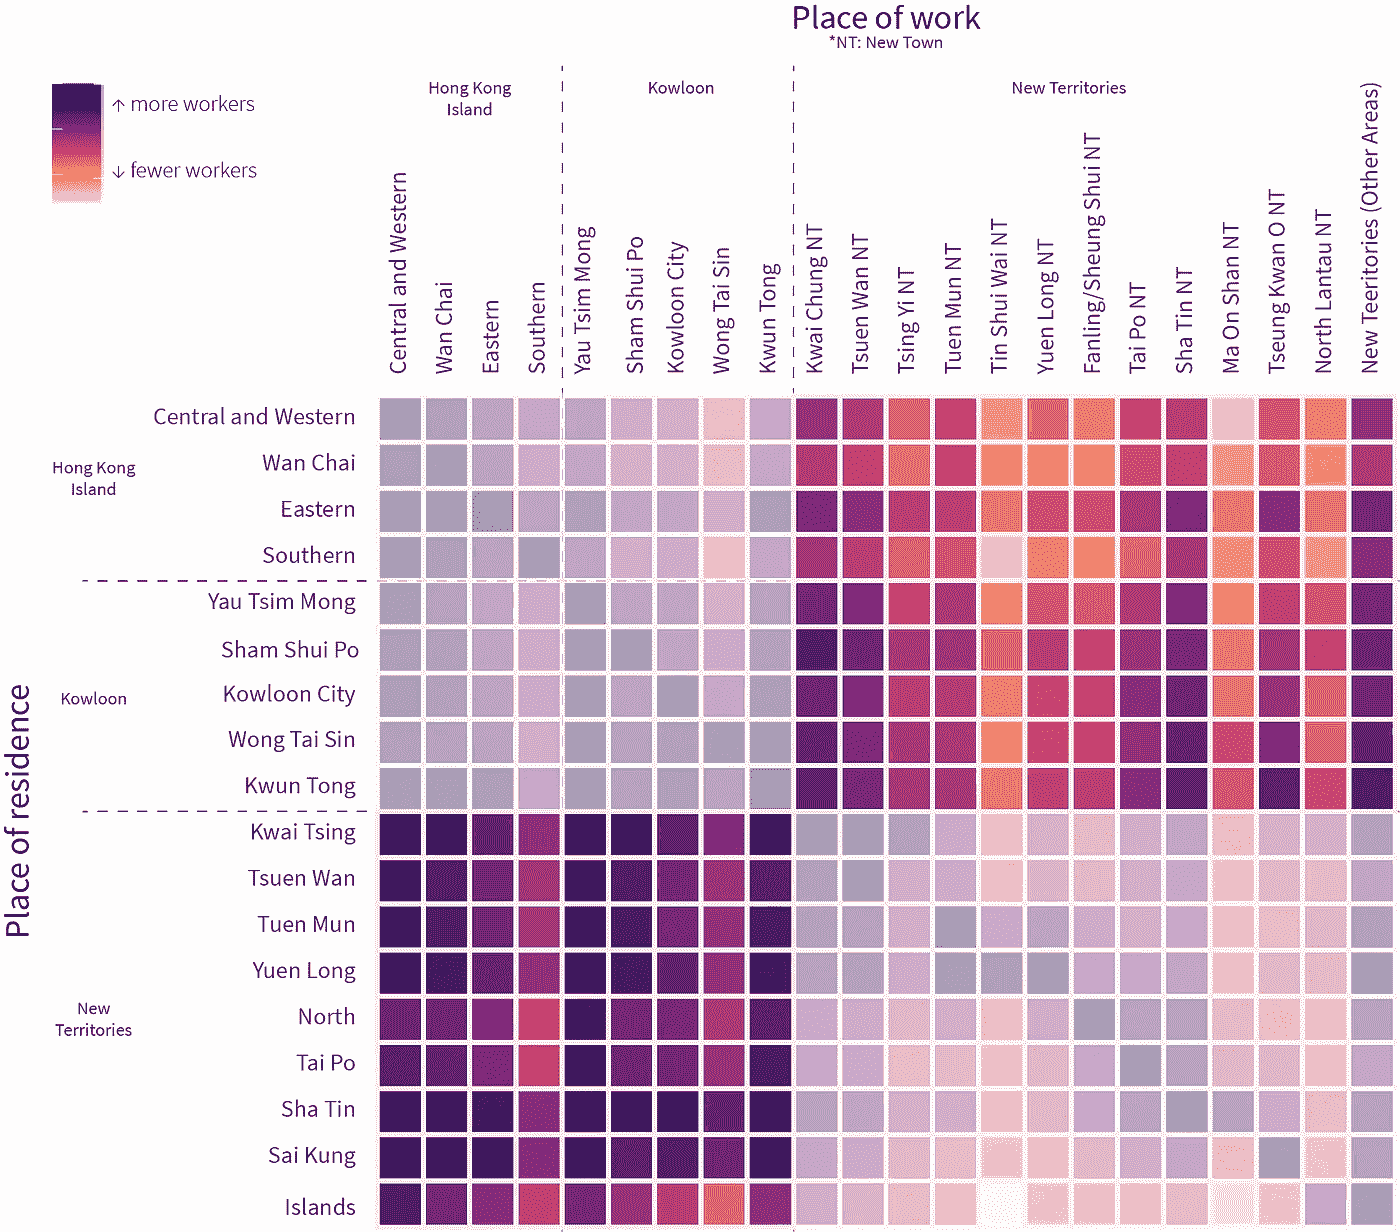 Place of work
*NT: New Town
↑ more workers
↓ fewer workers
Hong Kong
Island
Kowloon
New Territories
Central and Western
Wan Chai
Eastern
Southern
Yau Tsim Mong
Sham Shui Po
Kowloon City
Wong Tai Sin
Kwun Tong
Kwai Chung NT
Tsuen Wan NT
Tsing Yi NT
Tuen Mun NT
Tin Shui Wai NT
Yuen Long NT
Fanling/Sheung Shui NT
Tai Po NT
Sha Tin NT
Ma On Shan NT
Tseung Kwan O NT
North Lantau NT
New Territories (Other Areas)
Place of residence
Hong Kong
Island
Central and Western
Wan Chai
Eastern
Southern
Kowloon
Yau Tsim Mong
Sham Shui Po
Kowloon City
Wong Tai Sin
Kwun Tong
New
Territories
Kwai Tsing
Tsuen Wan
Tuen Mun
Yuen Long
North
Tai Po
Sha Tin
Sai Kung
Islands